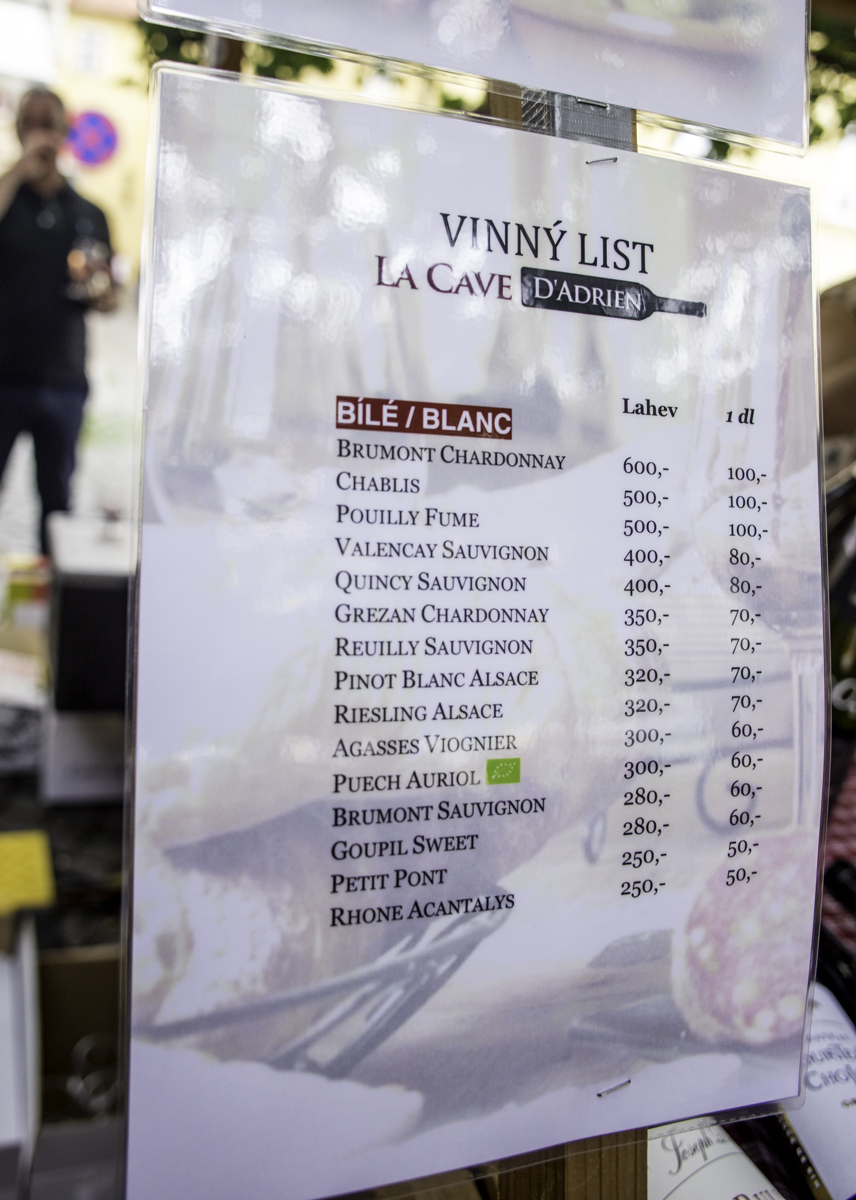 VINNÝ LIST
LA CAVE D'ADRIEN
BÍLÉ / BLANC Lahev 1 dl
BRUMONT CHARDONNAY 600,- 100,-
CHABLIS 500,- 100,-
POUILLY FUME 500,- 100,-
VALENCAY SAUVIGNON 400,- 80,-
QUINCY SAUVIGNON 400,- 80,-
GREZAN CHARDONNAY 350,- 70,-
REUILLY SAUVIGNON 350,- 70,-
PINOT BLANC ALSACE 320,- 70,-
RIESLING ALSACE 320,- 70,-
AGASSES VIOGNIER 300,- 60,-
PUECH AURIOL 300,- 60,-
BRUMONT SAUVIGNON 280,- 60,-
GOUPIL SWEET 280,- 60,-
PETIT PONT 250,- 50,-
RHONE ACANTALYS 250,- 50,-
Joseph